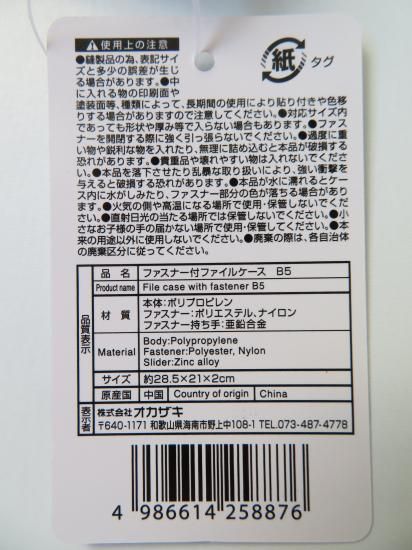 ⚠使用上の注意
紙 タグ
●縫製品の為、表記サイ
ズと多少の誤差が生じ
る場合があります。●中
に入れる物の印刷面や
塗装面等、種類によって、長期間の使用により貼り付きや色移
りする場合がありますので注意してください。●対応サイズ内
であっても形状や厚み等で入らない場合もあります。●ファス
ナーを開閉する際に強く引っ張らないでください。●過度に重
い物や鋭利な物を入れたり、無理に詰め込むと本品が破損する
恐れがあります。●貴重品や壊れやすい物は入れないでくださ
い。●本品を落下させたり乱暴な取り扱いにより、強い衝撃を
与えると破損する恐れがあります。●本品が水に濡れるとケー
ス内に水がしみたり、ファスナー部分の色が落ちる場合があり
ます。●火気の側や高温になる場所で使用・保管しないでくださ
い。●直射日光の当たる場所では保管しないでください。●小
さなお子様の手の届かない場所で使用・保管してください。●本
来の用途以外に使用しないでください。●廃棄の際は、各自治体
の廃棄区分に従ってください。
品質表示
品 名 ファスナー付ファイルケース B5
Product name File case with fastener B5
材 質 本体：ポリプロピレン
ファスナー：ポリエステル、ナイロン
ファスナー持ち手：亜鉛合金
Material Body:Polypropylene
Fastener:Polyester, Nylon
Slider:Zinc alloy
サイズ 約28.5×21×2cm
原産国 中国 Country of origin China
表示者 株式会社オカザキ
〒640-1171 和歌山県海南市野上中108-1 TEL.073-487-4778
4 986614 258876